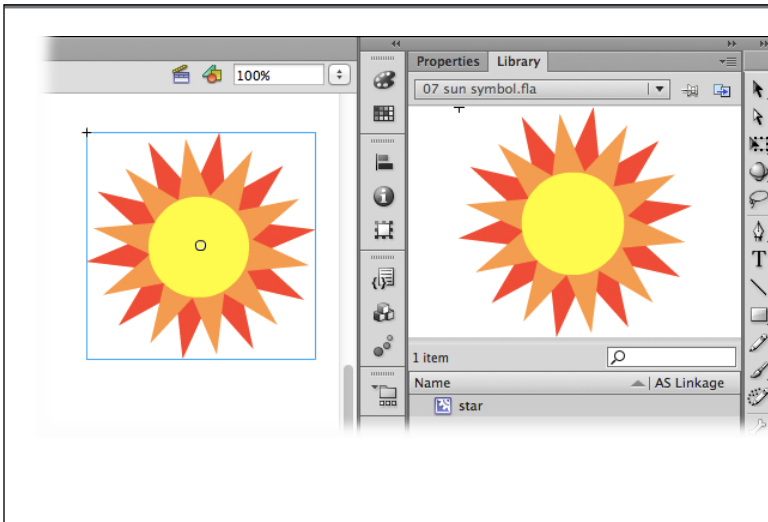 100%
Properties Library
07 sun symbol.fla
1 item
Name AS Linkage
star